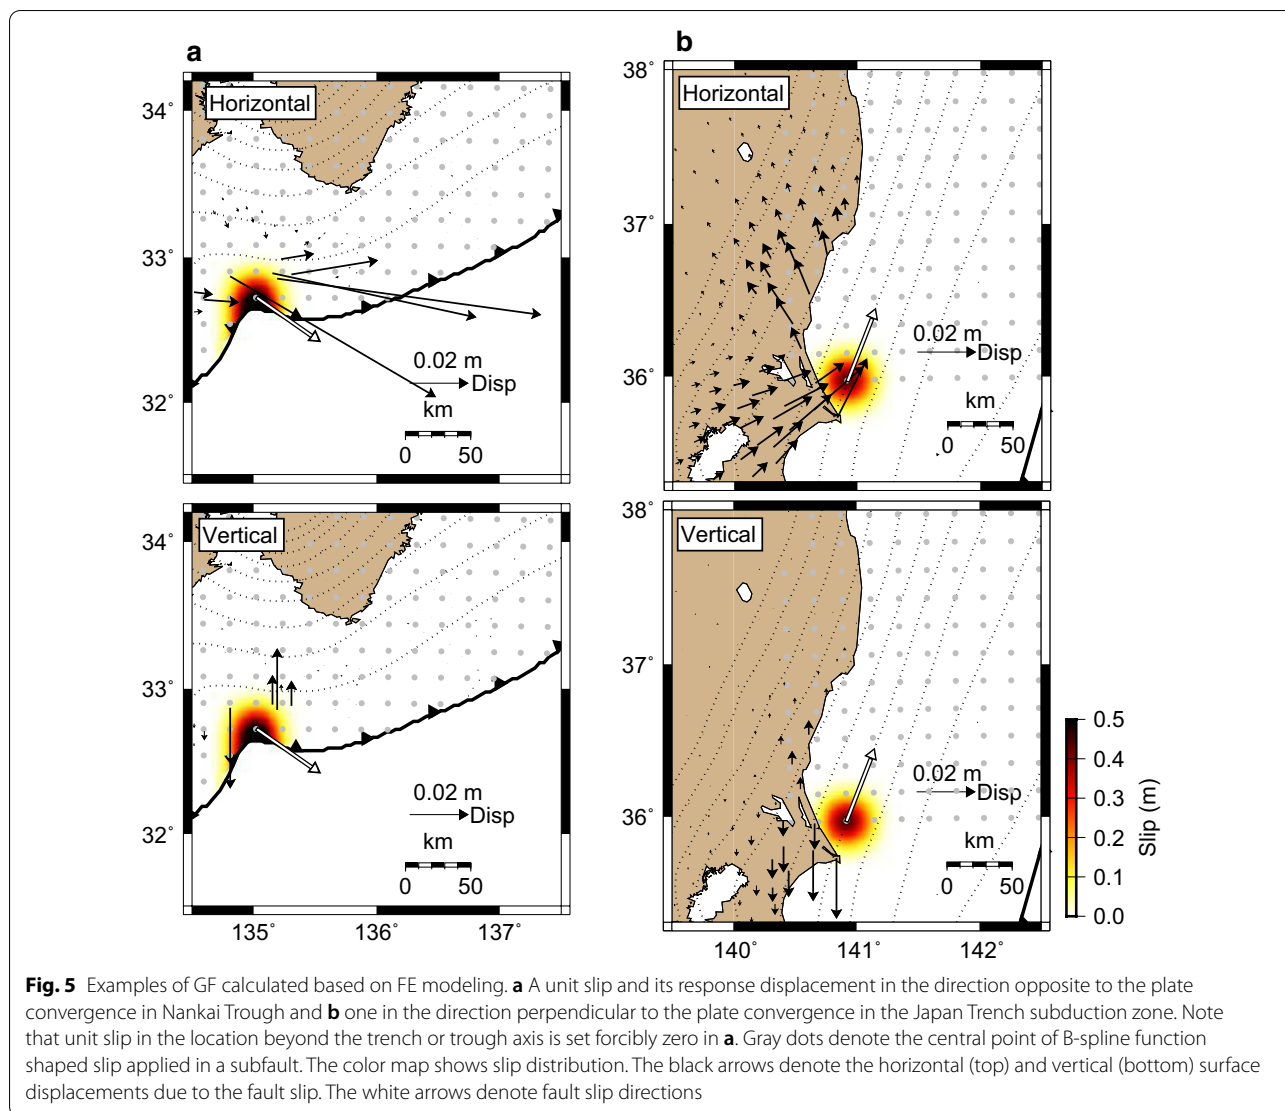 a
Horizontal
34°
33°
32°
0.02 m
Disp
km
0 50
b
38°
Horizontal
37°
36°
0.02 m
Disp
km
0 50
Vertical
34°
33°
32°
0.02 m
Disp
km
0 50
135° 136° 137°
38°
Vertical
37°
36°
0.02 m
Disp
km
0 50
140° 141° 142°
0.5
0.4
0.3
0.2
0.1
0.0
Slip (m)
Fig. 5 Examples of GF calculated based on FE modeling. a A unit slip and its response displacement in the direction opposite to the plate
convergence in Nankai Trough and b one in the direction perpendicular to the plate convergence in the Japan Trench subduction zone. Note
that unit slip in the location beyond the trench or trough axis is set forcibly zero in a. Gray dots denote the central point of B-spline function
shaped slip applied in a subfault. The color map shows slip distribution. The black arrows denote the horizontal (top) and vertical (bottom) surface
displacements due to the fault slip. The white arrows denote fault slip directions